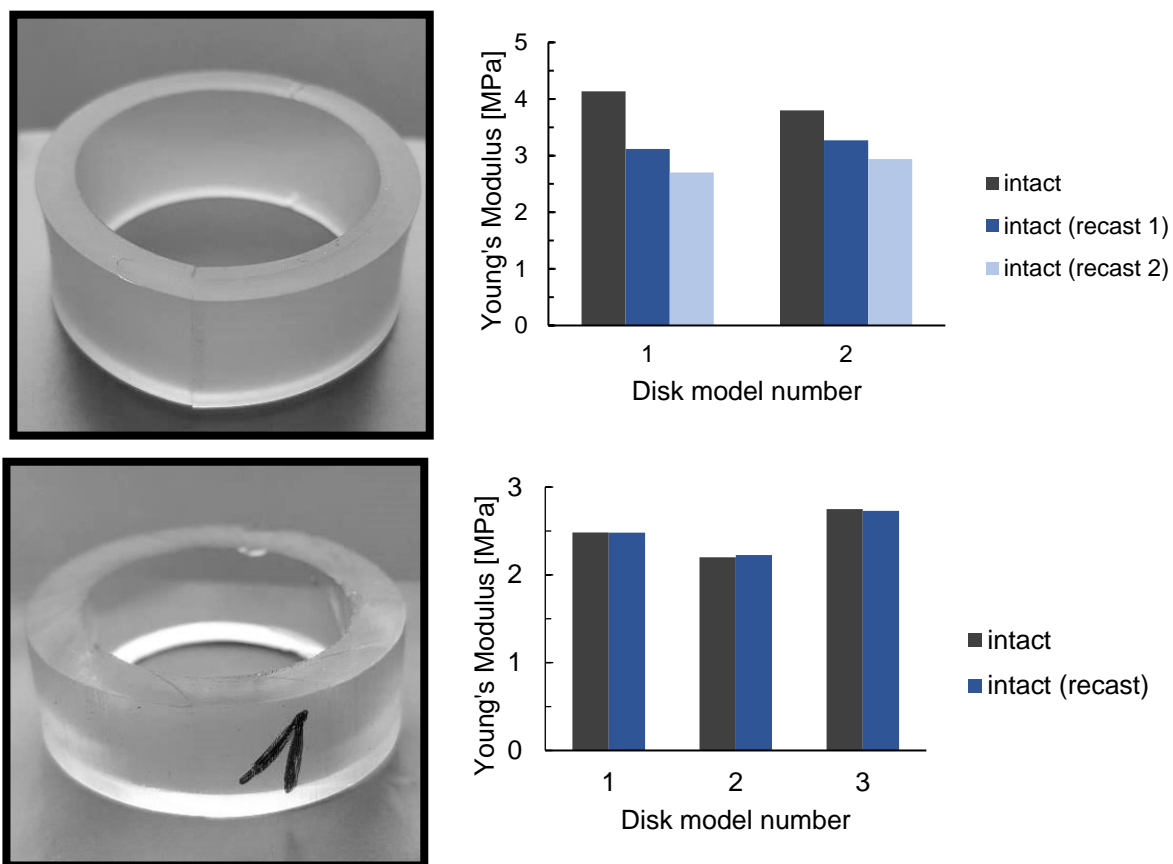 5
4
3
2
1
0
Young's Modulus [MPa]
1 2
Disk model number
intact
intact (recast 1)
intact (recast 2)
1
3
2
1
0
Young's Modulus [MPa]
1 2 3
Disk model number
intact
intact (recast)